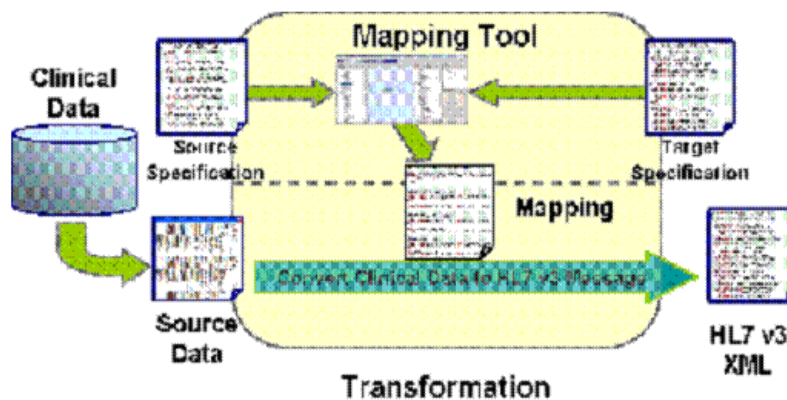 Mapping Tool
Clinical
Data
Source
Specification
Target
Specification
Mapping
Convert Clinical Data to HL7 v3 Message
Source
Data
HL7 v3
XML
Transformation